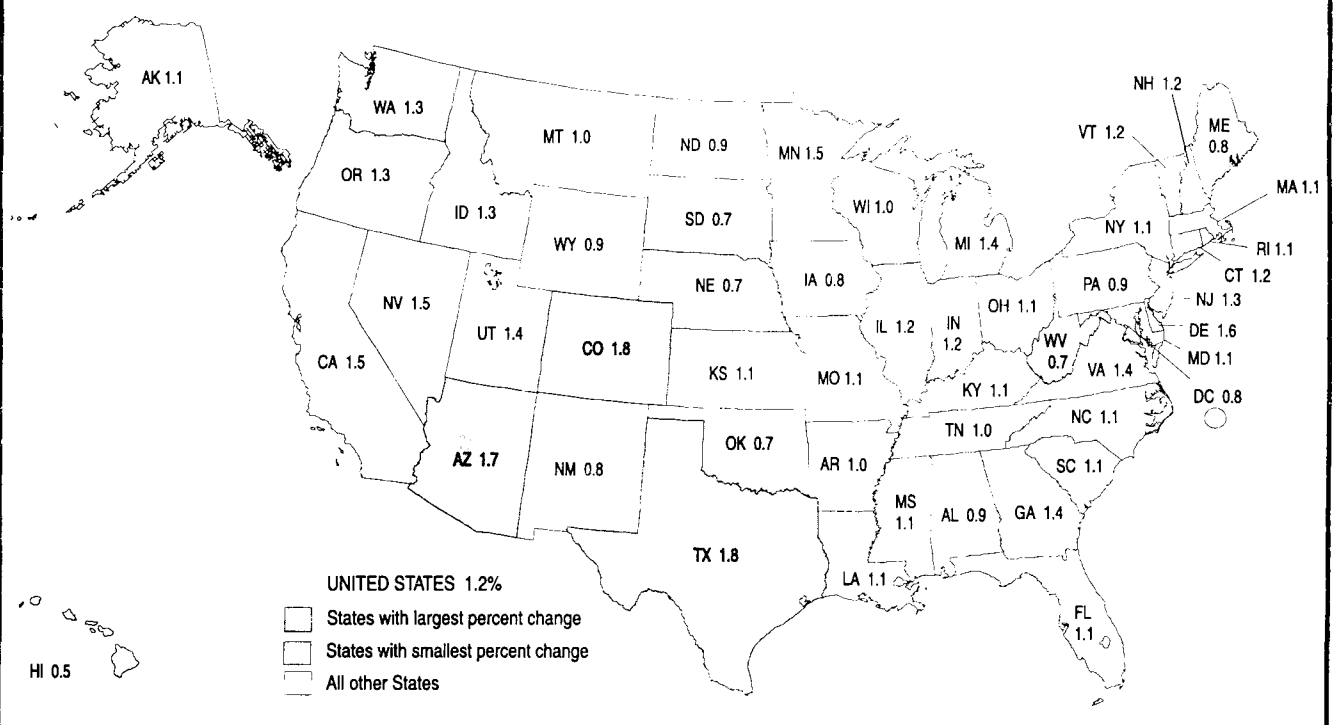 AK 1.1
WA 1.3
OR 1.3
ID 1.3
MT 1.0
ND 0.9
MN 1.5
NH 1.2
VT 1.2
ME
0.8
MA 1.1
WY 0.9
SD 0.7
WI 1.0
MI 1.4
NY 1.1
RI 1.1
CT 1.2
NV 1.5
UT 1.4
NE 0.7
IA 0.8
PA 0.9
NJ 1.3
CA 1.5
CO 1.8
KS 1.1
MO 1.1
IL 1.2
IN
1.2
OH 1.1
WV
0.7
VA 1.4
DE 1.6
MD 1.1
DC 0.8
KY 1.1
AZ 1.7
NM 0.8
OK 0.7
AR 1.0
TN 1.0
NC 1.1
SC 1.1
TX 1.8
MS
1.1
AL 0.9
GA 1.4
LA 1.1
FL
1.1
HI 0.5
UNITED STATES 1.2%
States with largest percent change
States with smallest percent change
All other States